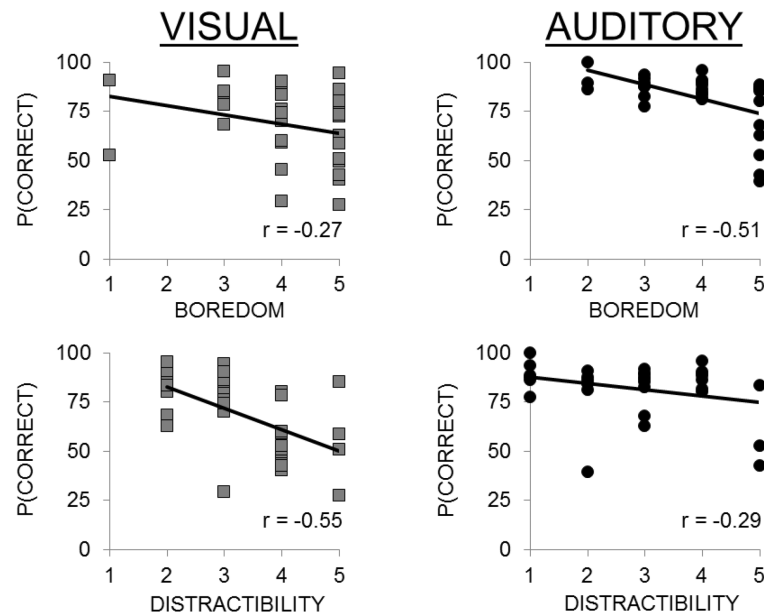 VISUAL
AUDITORY
P(CORRECT)
100
75
50
25
0
r = -0.27
1 2 3 4 5
BOREDOM
P(CORRECT)
100
75
50
25
0
r = -0.51
1 2 3 4 5
BOREDOM
P(CORRECT)
100
75
50
25
0
r = -0.55
1 2 3 4 5
DISTRACTIBILITY
P(CORRECT)
100
75
50
25
0
r = -0.29
1 2 3 4 5
DISTRACTIBILITY